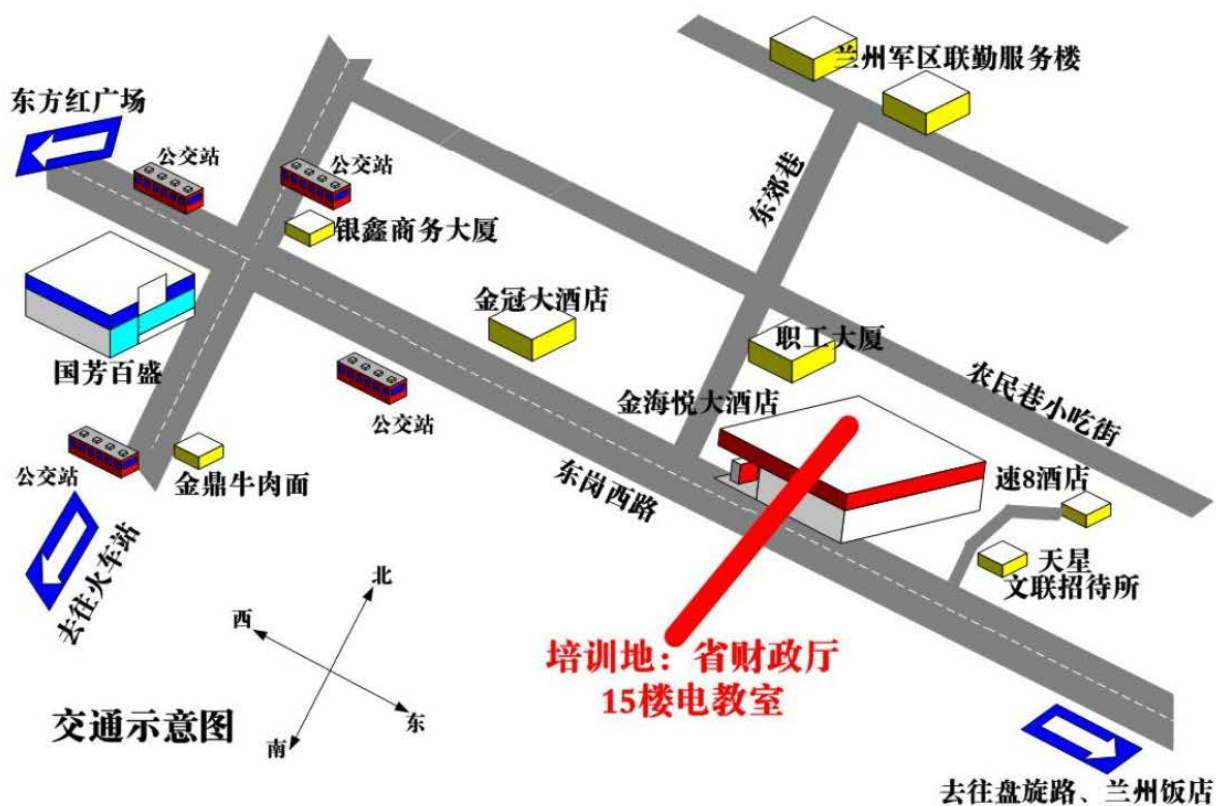 兰州军区联勤服务楼
东方红广场
公交站
公交站
东郊巷
银鑫商务大厦
金冠大酒店
职工大厦
国芳百盛
公交站
金海悦大酒店
农民巷小吃街
公交站
金鼎牛肉面
东岗西路
速8酒店
天星
文联招待所
去往火车站
北
西
东
南
培训地：省财政厅
15楼电教室
交通示意图
去往盘旋路、兰州饭店